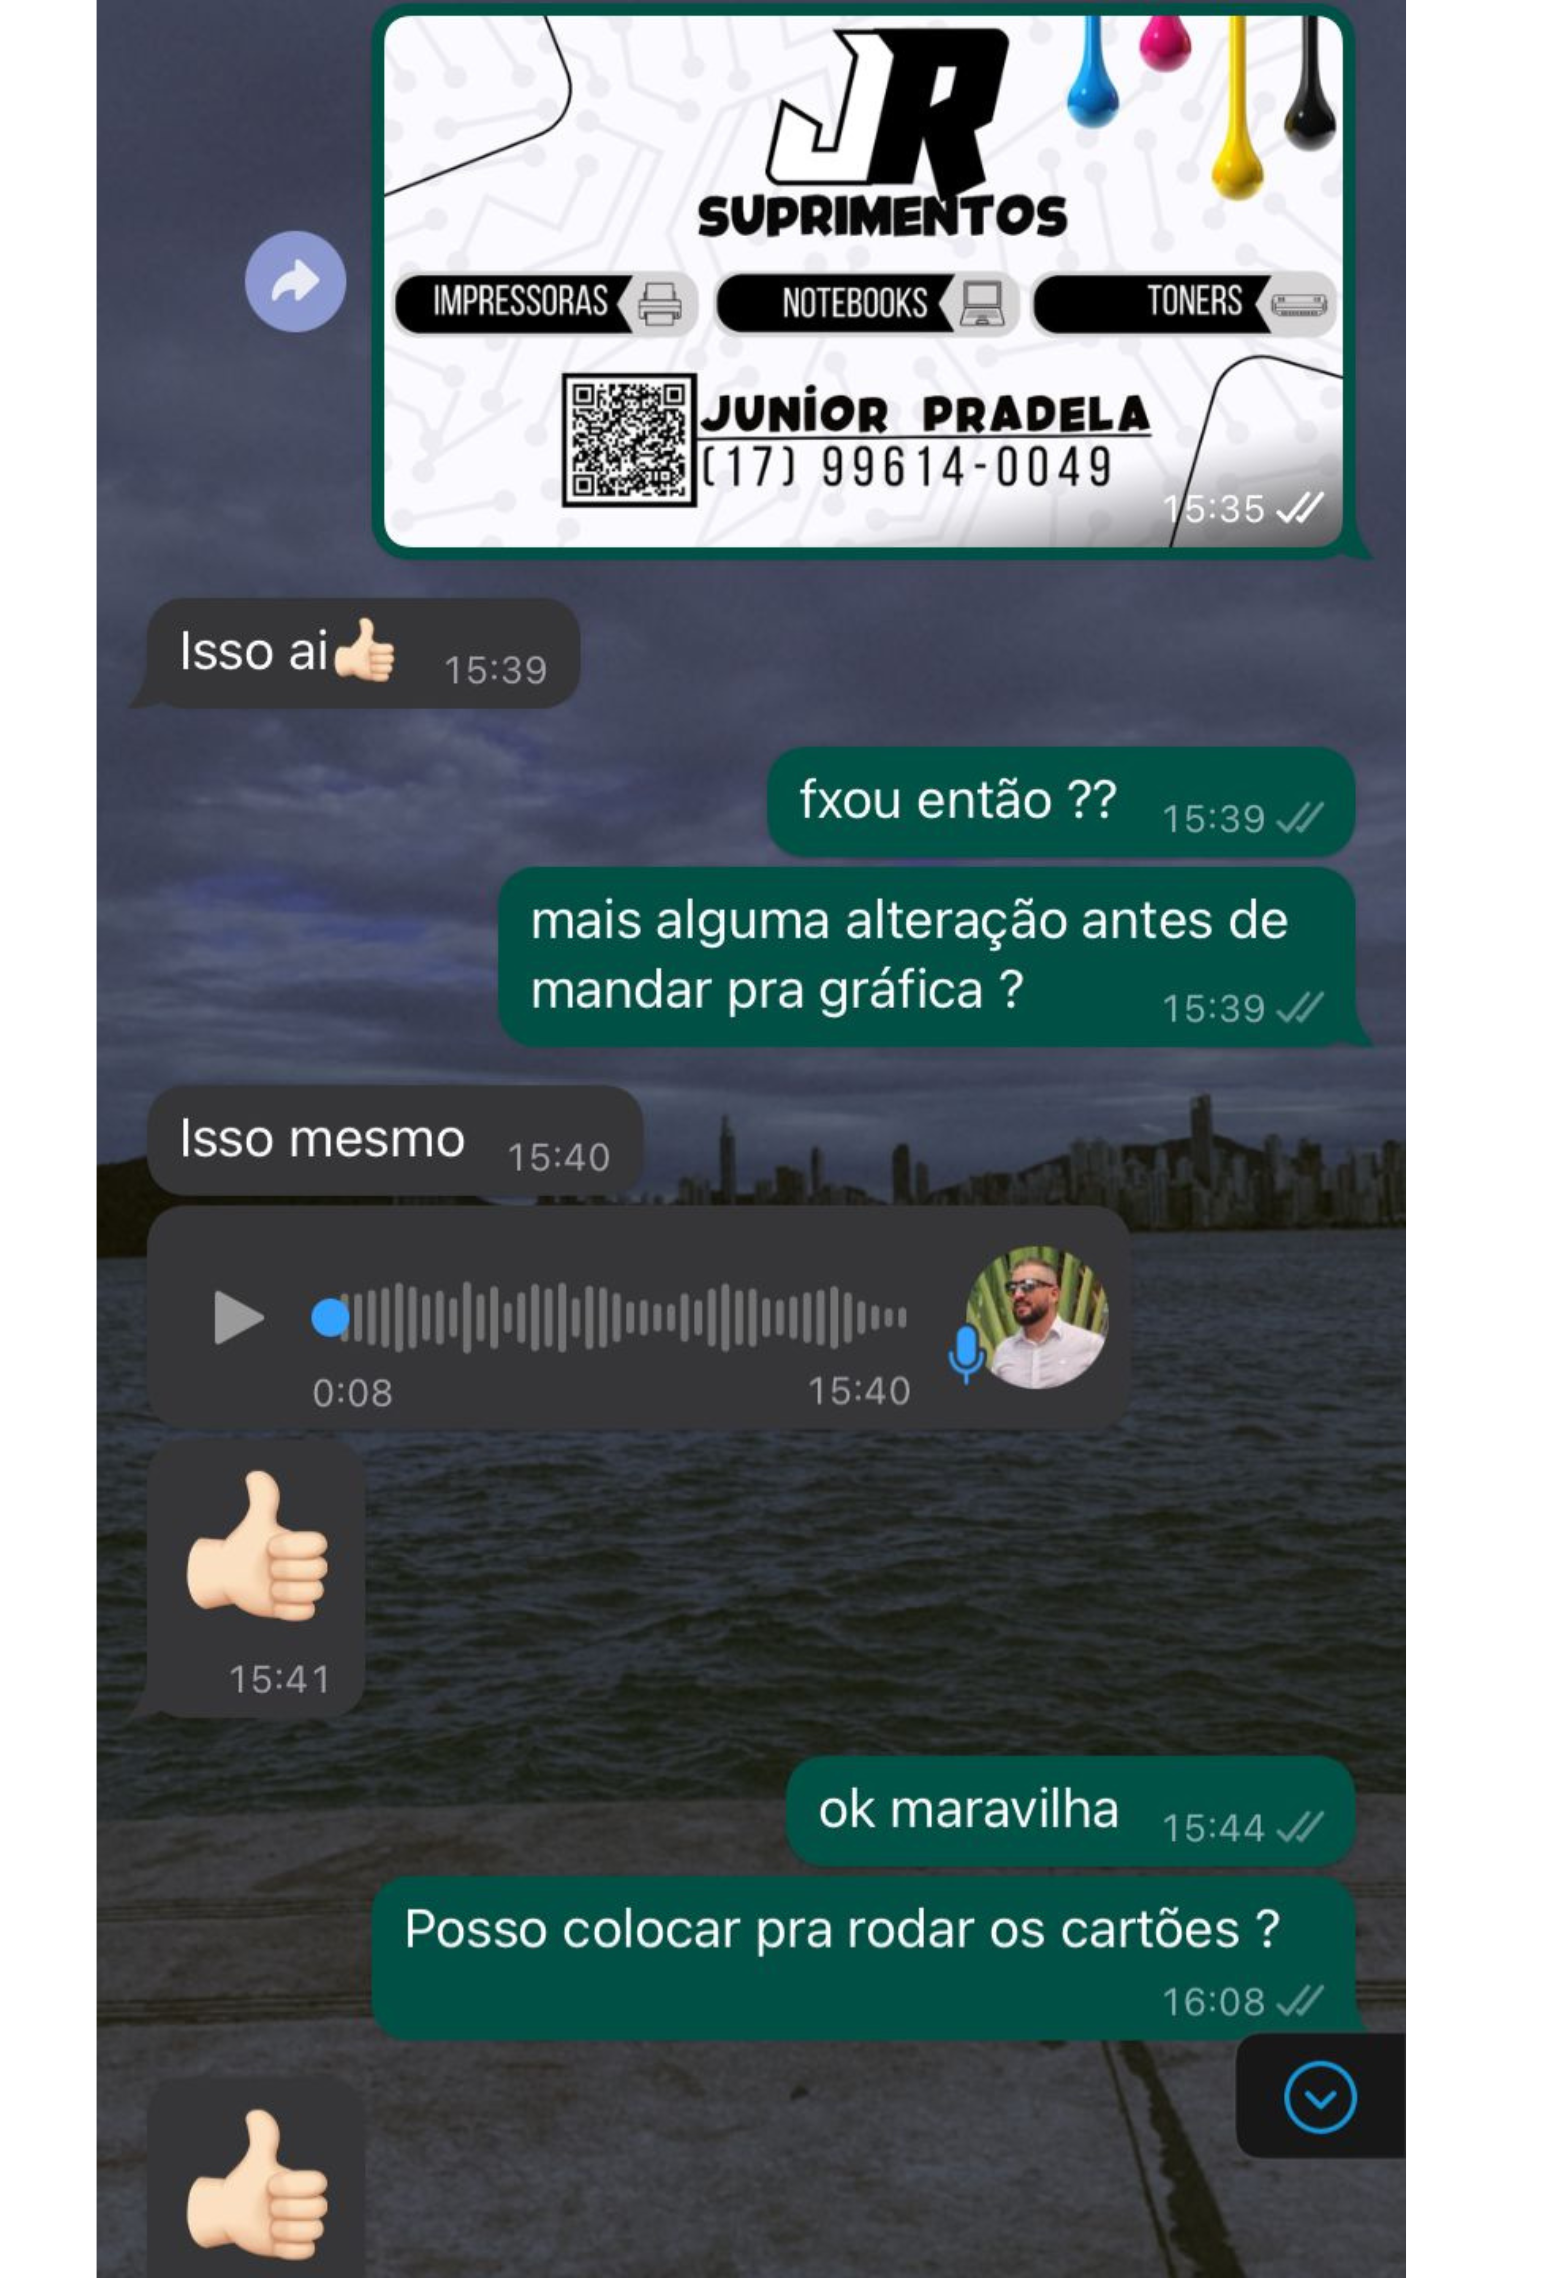 JR
SUPRIMENTOS
IMPRESSORAS
NOTEBOOKS
TONERS
JUNIOR PRADELA
(17) 99614-0049
15:35
Isso ai👍🏻 15:39
fxou então ?? 15:39
mais alguma alteração antes de
mandar pra gráfica ? 15:39
Isso mesmo 15:40
0:08 15:40
👍🏻
15:41
ok maravilha 15:44
Posso colocar pra rodar os cartões ?
16:08
👍🏻